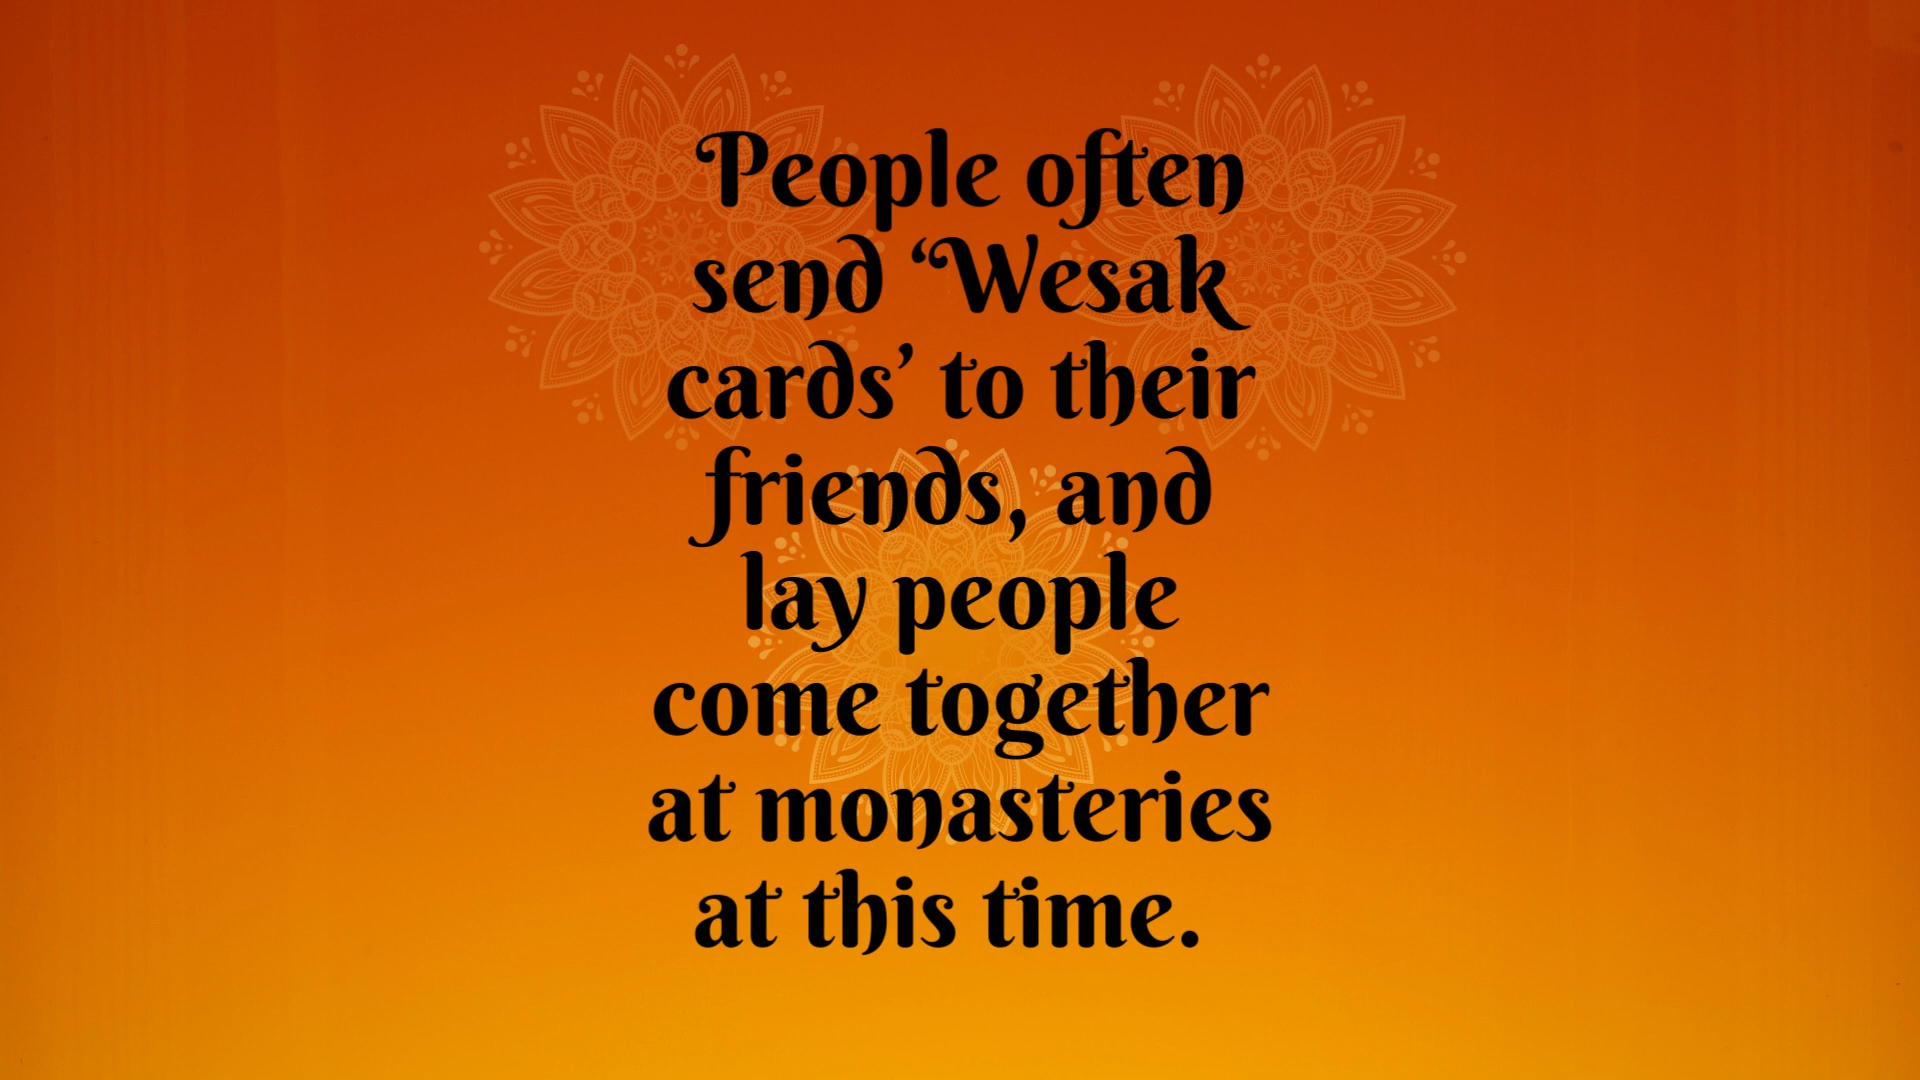 People often
send ‘Wesak
cards’ to their
friends, and
lay people
come together
at monasteries
at this time.